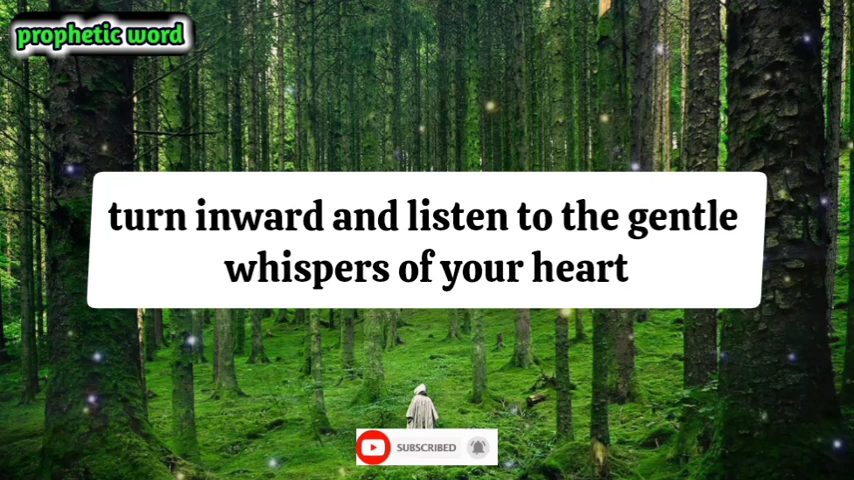 prophetic word
turn inward and listen to the gentle
whispers of your heart
SUBSCRIBED